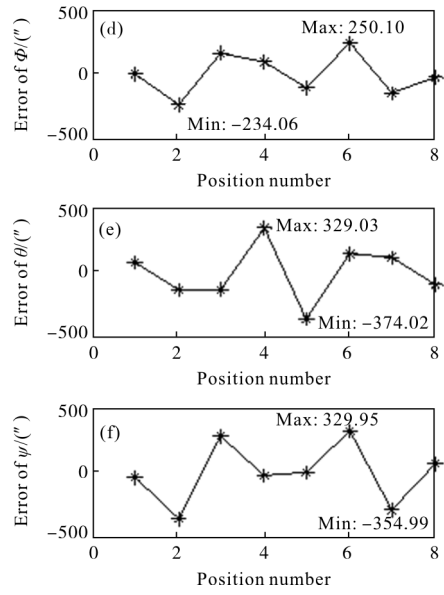 500
(d)
Max: 250.10
Error of Φ/(″)
0
Min: −234.06
−500
0 2 4 6 8
Position number
500
(e)
Max: 329.03
Error of θ/(″)
0
Min: −374.02
−500
0 2 4 6 8
Position number
500
(f)
Max: 329.95
Error of ψ/(″)
0
Min: −354.99
−500
0 2 4 6 8
Position number